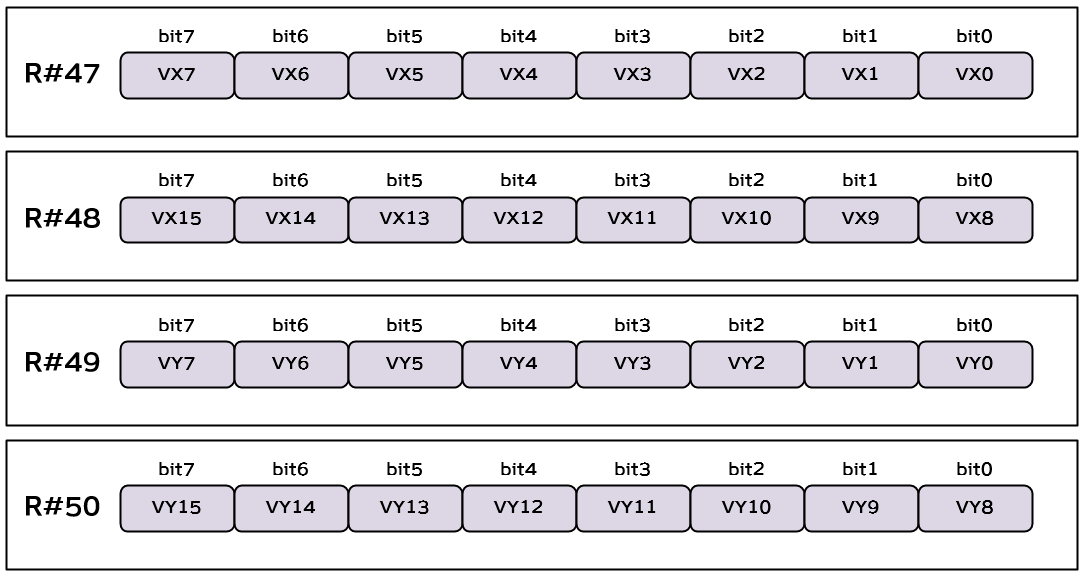 bit7 bit6 bit5 bit4 bit3 bit2 bit1 bit0
R#47 VX7 VX6 VX5 VX4 VX3 VX2 VX1 VX0
bit7 bit6 bit5 bit4 bit3 bit2 bit1 bit0
R#48 VX15 VX14 VX13 VX12 VX11 VX10 VX9 VX8
bit7 bit6 bit5 bit4 bit3 bit2 bit1 bit0
R#49 VY7 VY6 VY5 VY4 VY3 VY2 VY1 VY0
bit7 bit6 bit5 bit4 bit3 bit2 bit1 bit0
R#50 VY15 VY14 VY13 VY12 VY11 VY10 VY9 VY8